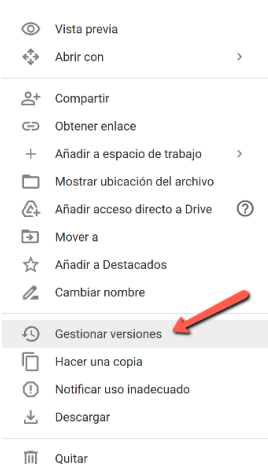 Vista previa
Abrir con
Compartir
Obtener enlace
Añadir a espacio de trabajo
Mostrar ubicación del archivo
Añadir acceso directo a Drive
Mover a
Añadir a Destacados
Cambiar nombre
Gestionar versiones
Hacer una copia
Notificar uso inadecuado
Descargar
Quitar